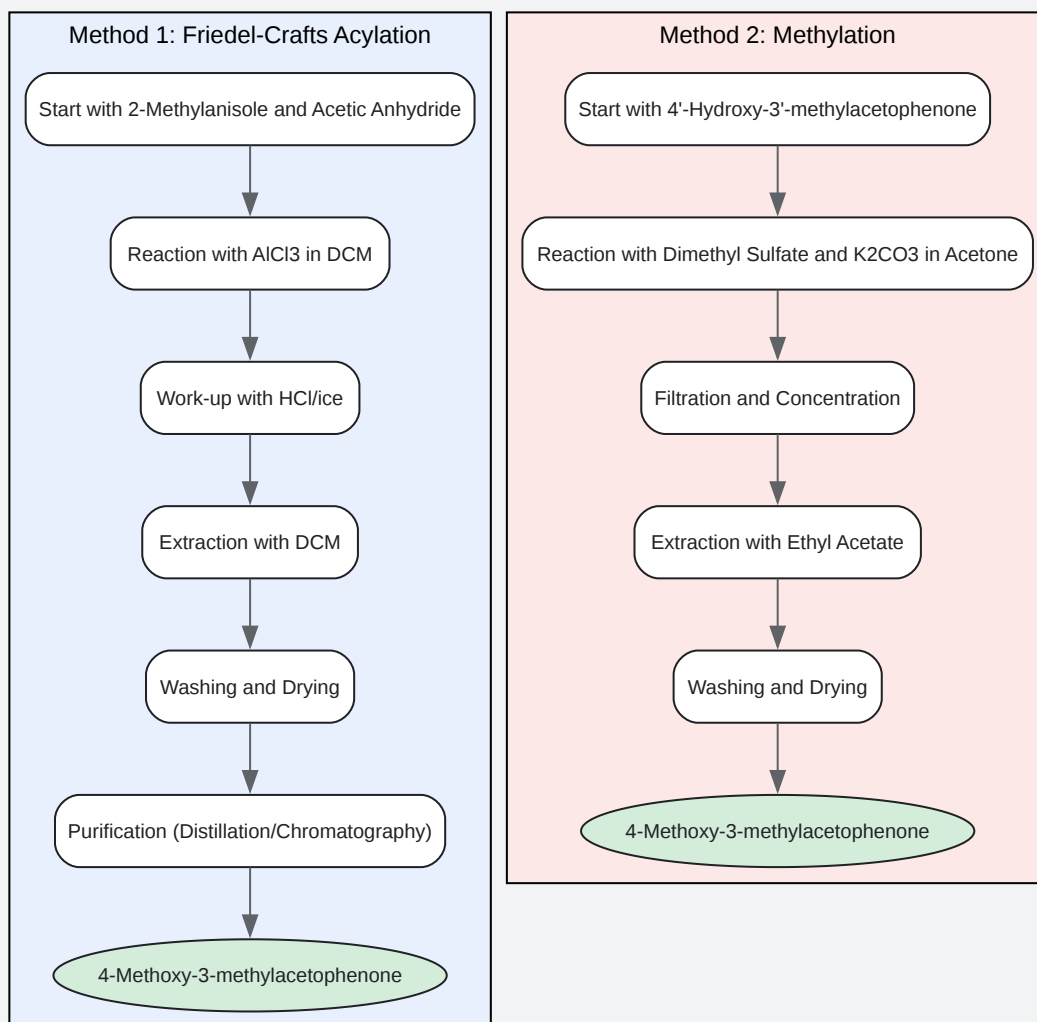 Method 1: Friedel-Crafts Acylation
Start with 2-Methylanisole and Acetic Anhydride
Reaction with AlCl3 in DCM
Work-up with HCl/ice
Extraction with DCM
Washing and Drying
Purification (Distillation/Chromatography)
4-Methoxy-3-methylacetophenone
Method 2: Methylation
Start with 4'-Hydroxy-3'-methylacetophenone
Reaction with Dimethyl Sulfate and K2CO3 in Acetone
Filtration and Concentration
Extraction with Ethyl Acetate
Washing and Drying
4-Methoxy-3-methylacetophenone